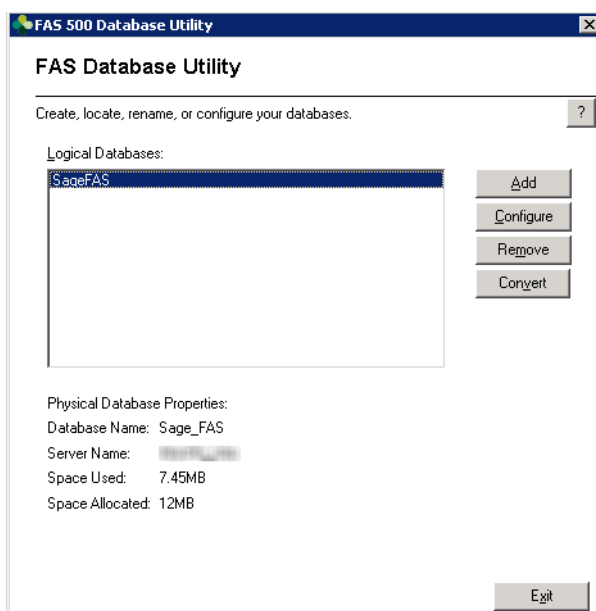 FAS 500 Database Utility
FAS Database Utility
Create, locate, rename, or configure your databases.
?
Logical Databases:
SageFAS
Add
Configure
Remove
Convert
Physical Database Properties:
Database Name: Sage_FAS
Server Name:
Space Used: 7.45MB
Space Allocated: 12MB
Exit